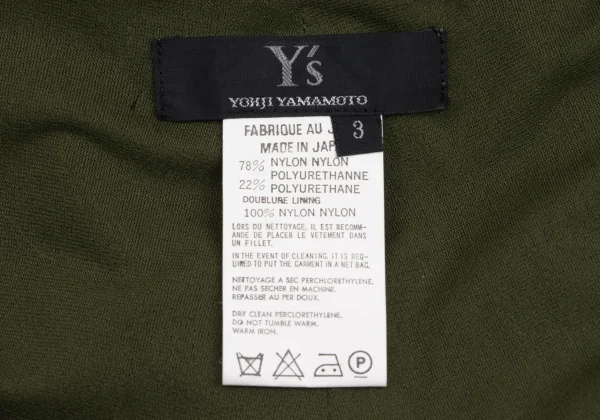 Y's
YOHJI YAMAMOTO
3
FABRIQUE AU
MADE IN
78% NYLON NYLON
POLYURETHANNE
22% POLYURETHANE
DOUBLURE LINING
100% NYLON NYLON
LORS DU NETTOYAGE, IL EST RECOMM-
ANDE DE PLACER LE VETEMENT DANS
UN FILLET.
IN THE EVENT OF CLEANING, IT IS REQ-
UIRED TO PUT THE GARMENT IN A NET BAG.
NETTOYAGE A SEC PERCHLORETHYLENE,
NE PAS SECHER EN MACHINE.
REPASSER AU PER DOUX.
DRY CLEAN PERCLORETHYLENE.
DO NOT TUMBLE WARM.
WARM IRON.
P